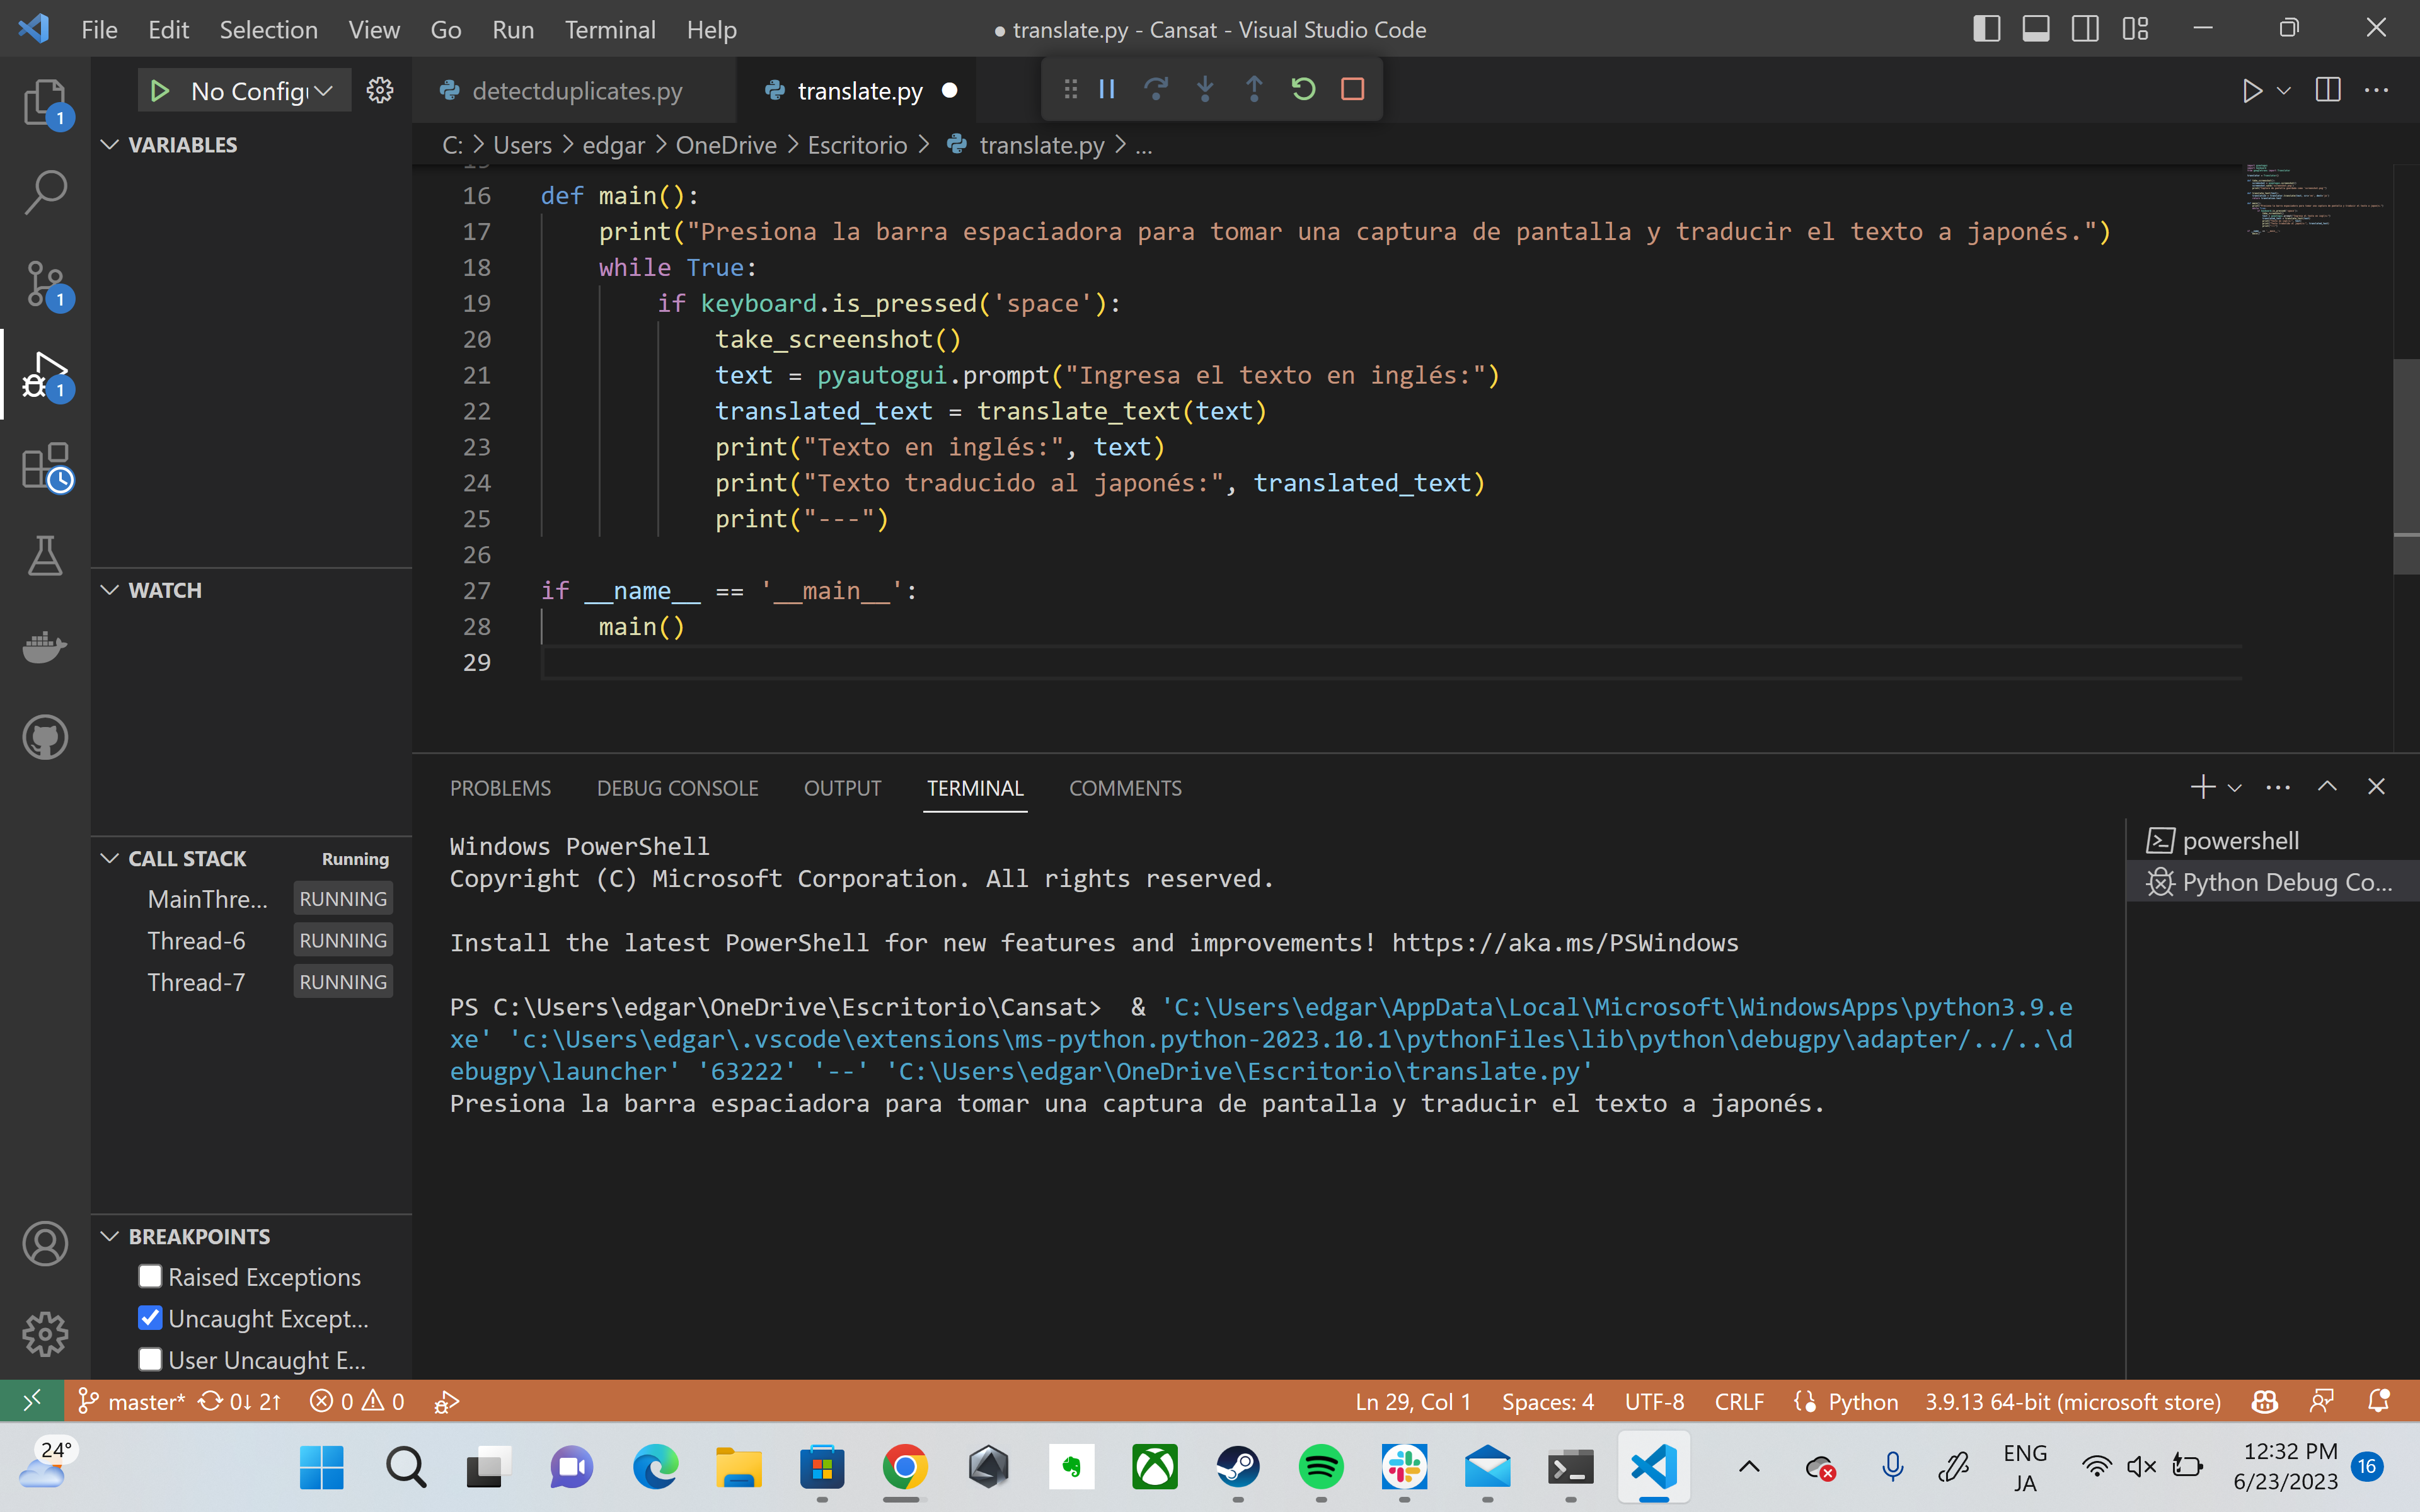 File Edit Selection View Go Run Terminal Help
● translate.py - Cansat - Visual Studio Code
1
1
1
No Config
VARIABLES
WATCH
CALL STACK Running
MainThre... RUNNING
Thread-6 RUNNING
Thread-7 RUNNING
BREAKPOINTS
Raised Exceptions
Uncaught Except...
User Uncaught E...
detectduplicates.py translate.py ●
C: > Users > edgar > OneDrive > Escritorio > translate.py > ...
16 def main():
17 print("Presiona la barra espaciadora para tomar una captura de pantalla y traducir el texto a japonés.")
18 while True:
19 if keyboard.is_pressed('space'):
20 take_screenshot()
21 text = pyautogui.prompt("Ingresa el texto en inglés:")
22 translated_text = translate_text(text)
23 print("Texto en inglés:", text)
24 print("Texto traducido al japonés:", translated_text)
25 print("---")
26
27 if __name__ == '__main__':
28 main()
29
PROBLEMS DEBUG CONSOLE OUTPUT TERMINAL COMMENTS
Windows PowerShell
Copyright (C) Microsoft Corporation. All rights reserved.
Install the latest PowerShell for new features and improvements! https://aka.ms/PSWindows
PS C:\Users\edgar\OneDrive\Escritorio\Cansat>  & 'C:\Users\edgar\AppData\Local\Microsoft\WindowsApps\python3.9.e
xe' 'c:\Users\edgar\.vscode\extensions\ms-python.python-2023.10.1\pythonFiles\lib\python\debugpy\adapter/../..\d
ebugpy\launcher' '63222' '--' 'C:\Users\edgar\OneDrive\Escritorio\translate.py'
Presiona la barra espaciadora para tomar una captura de pantalla y traducir el texto a japonés.
powershell
Python Debug Co...
master* 0↓ 2↑ 0 0 Ln 29, Col 1 Spaces: 4 UTF-8 CRLF Python 3.9.13 64-bit (microsoft store)
24°
ENG
JA
12:32 PM
6/23/2023
16